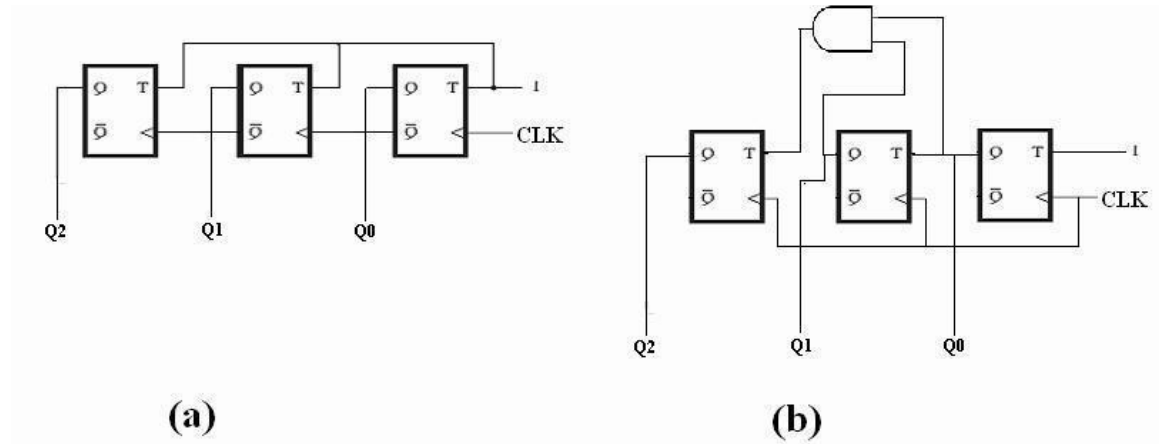 Q T Q T Q T 1
Q̅ Q̅ Q̅ CLK
Q2 Q1 Q0
(a)
Q T Q T Q T 1
Q̅ Q̅ Q̅ CLK
Q2 Q1 Q0
(b)